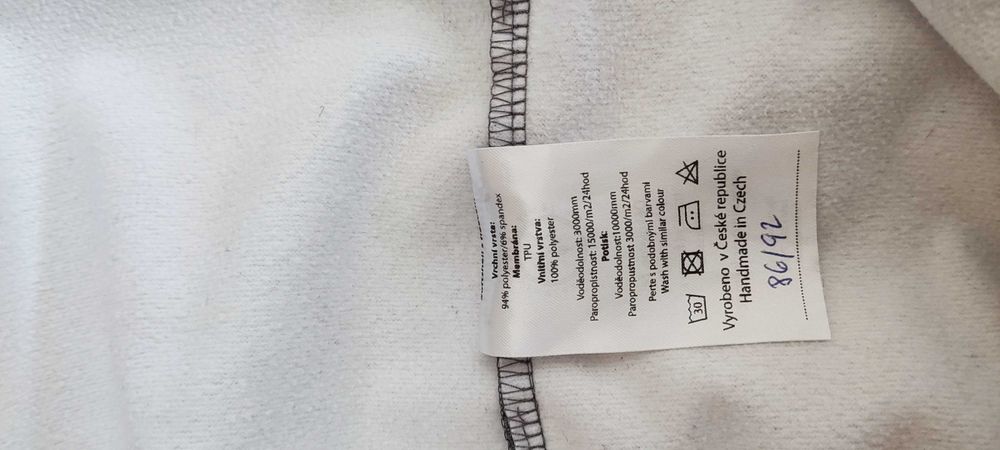 Vrchní vrstva:
94% polyester/6% spandex
Membrána:
TPU
Vnitřní vrstva:
100% polyester
Voděodolnost: 3000mm
Paroproplstnost: 15000/m2/24hod
Potisk:
Voděodolnost:10000mm
Paropropustnost 3000/m2/24hod
Perte s podobnými barvami
Wash with similar colour
30
Vyrobeno v České republice
Handmade in Czech
86/92